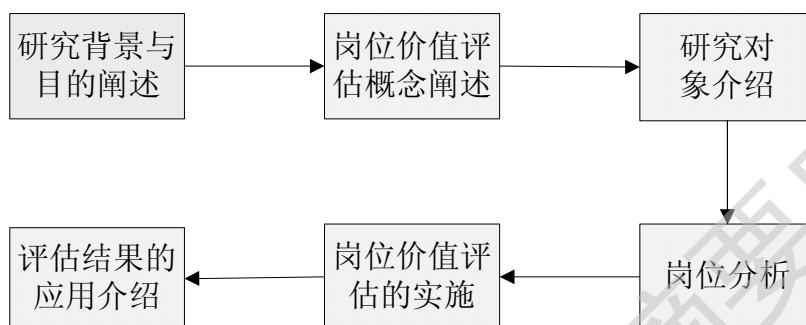 研究背景与
目的阐述
岗位价值评
估概念阐述
研究对
象介绍
岗位分析
岗位价值评
估的实施
评估结果的
应用介绍
摘要